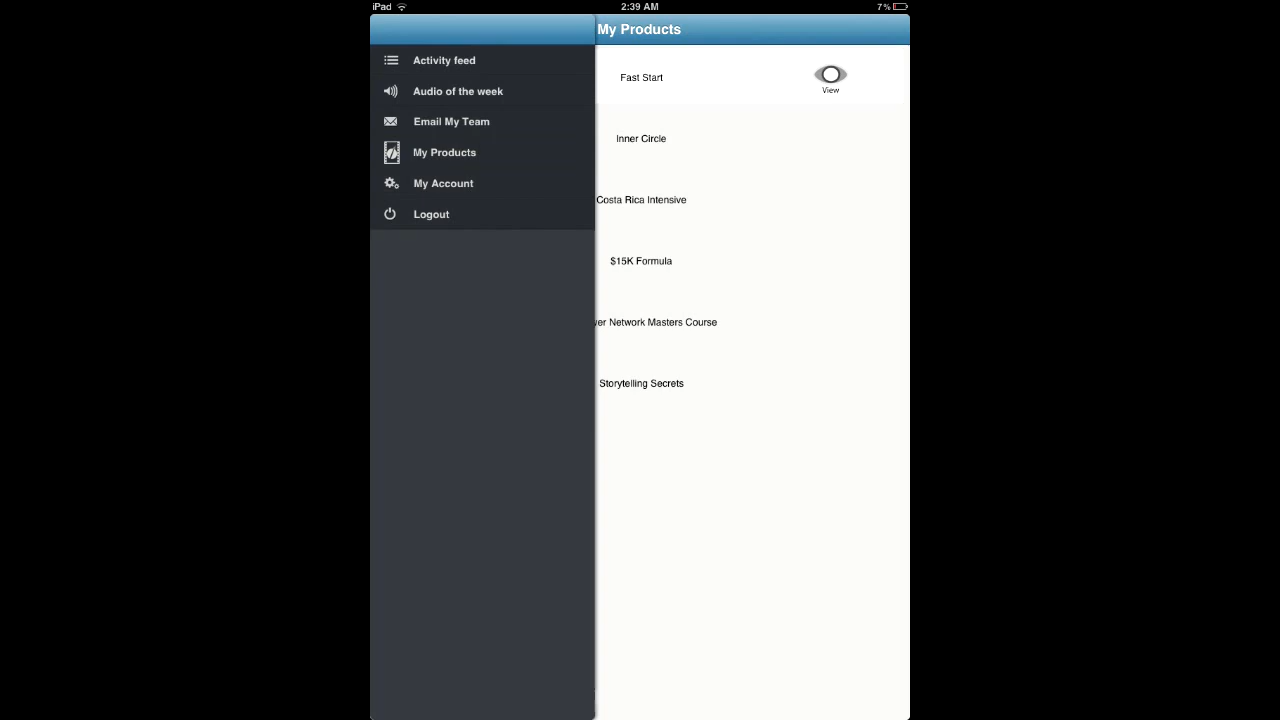 iPad 2:39 AM 7%
My Products
Activity feed
Audio of the week
Email My Team
My Products
My Account
Logout
Fast Start
View
Inner Circle
Costa Rica Intensive
$15K Formula
Network Masters Course
Storytelling Secrets